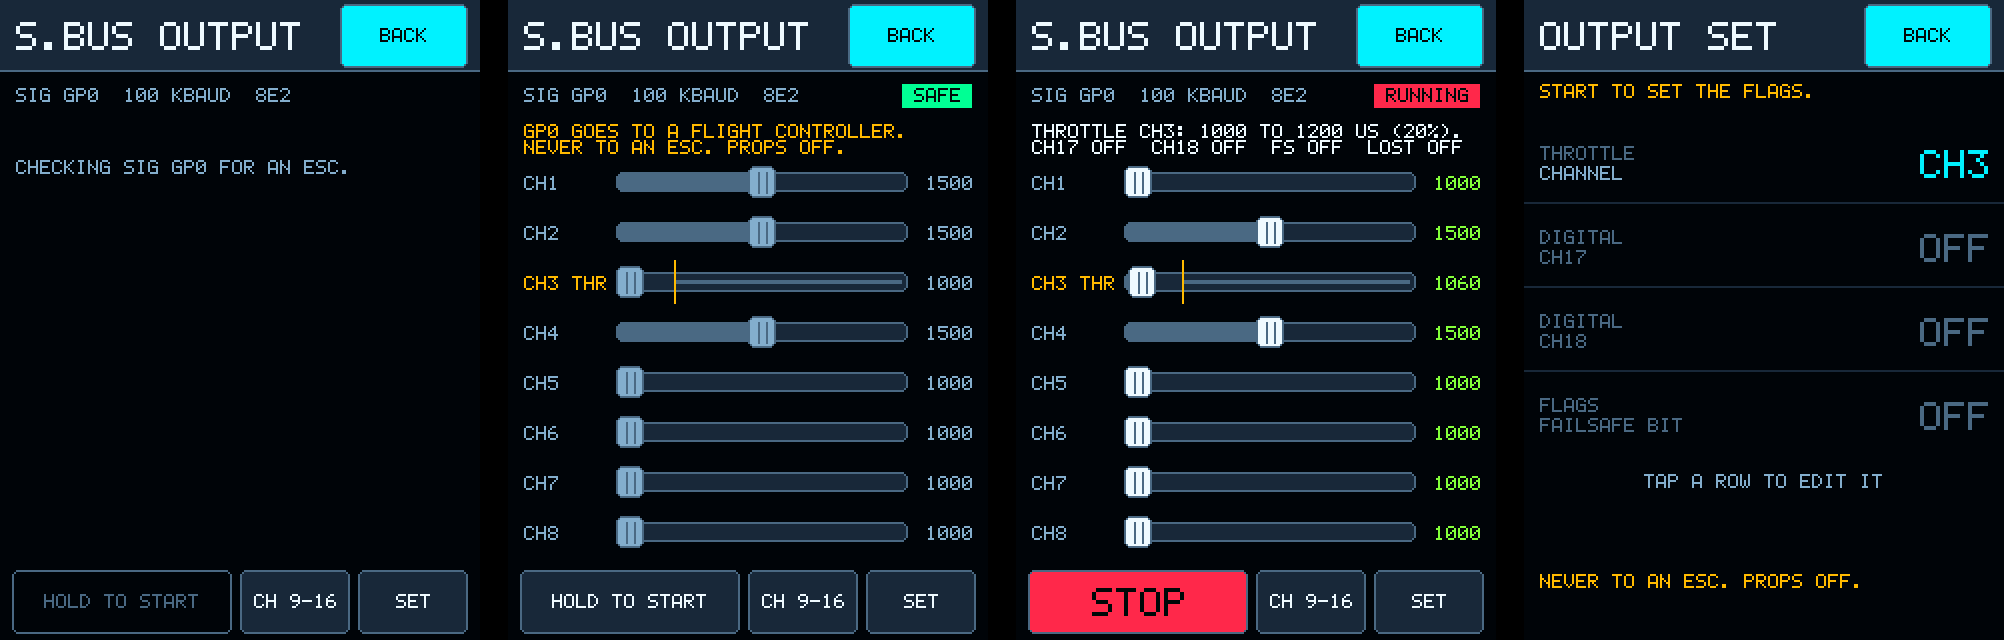 S.BUS OUTPUT BACK
SIG GP0 100 KBAUD 8E2
CHECKING SIG GP0 FOR AN ESC.
HOLD TO START CH 9-16 SET
S.BUS OUTPUT BACK
SIG GP0 100 KBAUD 8E2 SAFE
GP0 GOES TO A FLIGHT CONTROLLER.
NEVER TO AN ESC. PROPS OFF.
CH1 1500
CH2 1500
CH3 THR 1000
CH4 1500
CH5 1000
CH6 1000
CH7 1000
CH8 1000
HOLD TO START CH 9-16 SET
S.BUS OUTPUT BACK
SIG GP0 100 KBAUD 8E2 RUNNING
THROTTLE CH3: 1000 TO 1200 US (20%).
CH17 OFF CH18 OFF FS OFF LOST OFF
CH1 1000
CH2 1500
CH3 THR 1060
CH4 1500
CH5 1000
CH6 1000
CH7 1000
CH8 1000
STOP CH 9-16 SET
OUTPUT SET BACK
START TO SET THE FLAGS.
THROTTLE
CHANNEL CH3
DIGITAL
CH17 OFF
DIGITAL
CH18 OFF
FLAGS
FAILSAFE BIT OFF
TAP A ROW TO EDIT IT
NEVER TO AN ESC. PROPS OFF.